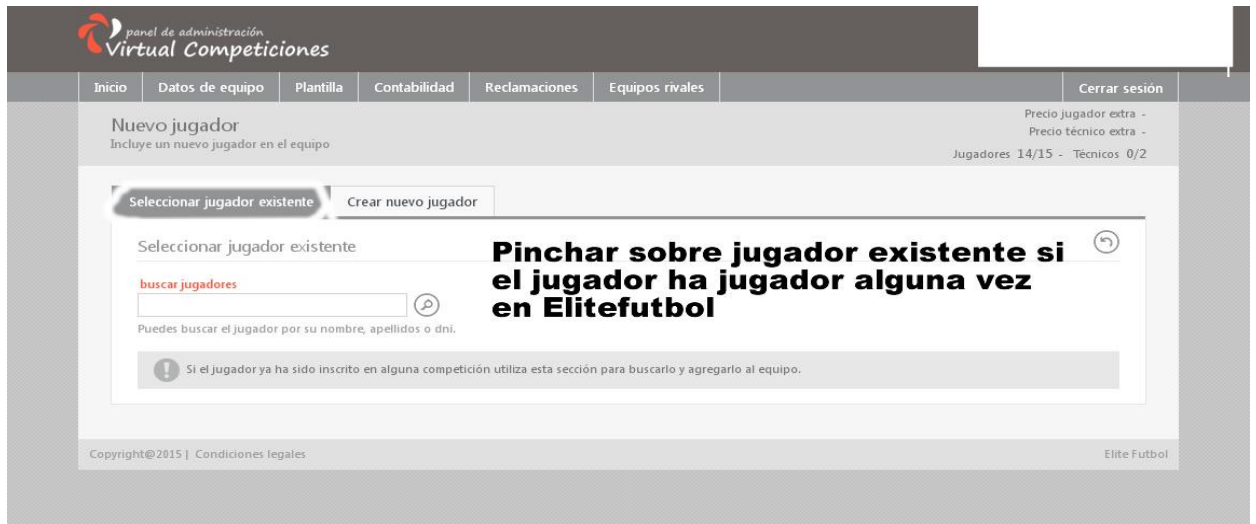 panel de administración
Virtual Competiciones
Inicio Datos de equipo Plantilla Contabilidad Reclamaciones Equipos rivales Cerrar sesión
Nuevo jugador
Incluye un nuevo jugador en el equipo
Precio jugador extra -
Precio técnico extra -
Jugadores 14/15 - Técnicos 0/2
Seleccionar jugador existente Crear nuevo jugador
Seleccionar jugador existente
Pinchar sobre jugador existente si
el jugador ha jugador alguna vez
en Elitefutbol
buscar jugadores
Puedes buscar el jugador por su nombre, apellidos o dni.
Si el jugador ya ha sido inscrito en alguna competición utiliza esta sección para buscarlo y agregarlo al equipo.
Copyright@2015 | Condiciones legales Elite Futbol